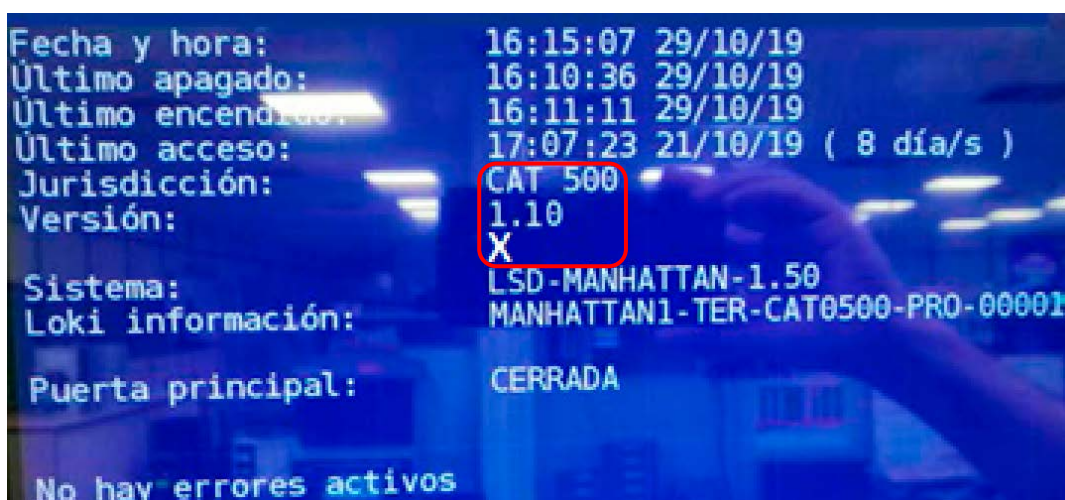 Fecha y hora: 16:15:07 29/10/19
Último apagado: 16:10:36 29/10/19
Último encendido: 16:11:11 29/10/19
Último acceso: 17:07:23 21/10/19 ( 8 día/s )
Jurisdicción: CAT 500
Versión: 1.10
X
Sistema: LSD-MANHATTAN-1.50
Loki información: MANHATTAN1-TER-CAT0500-PRO-00001
Puerta principal: CERRADA
No hay errores activos